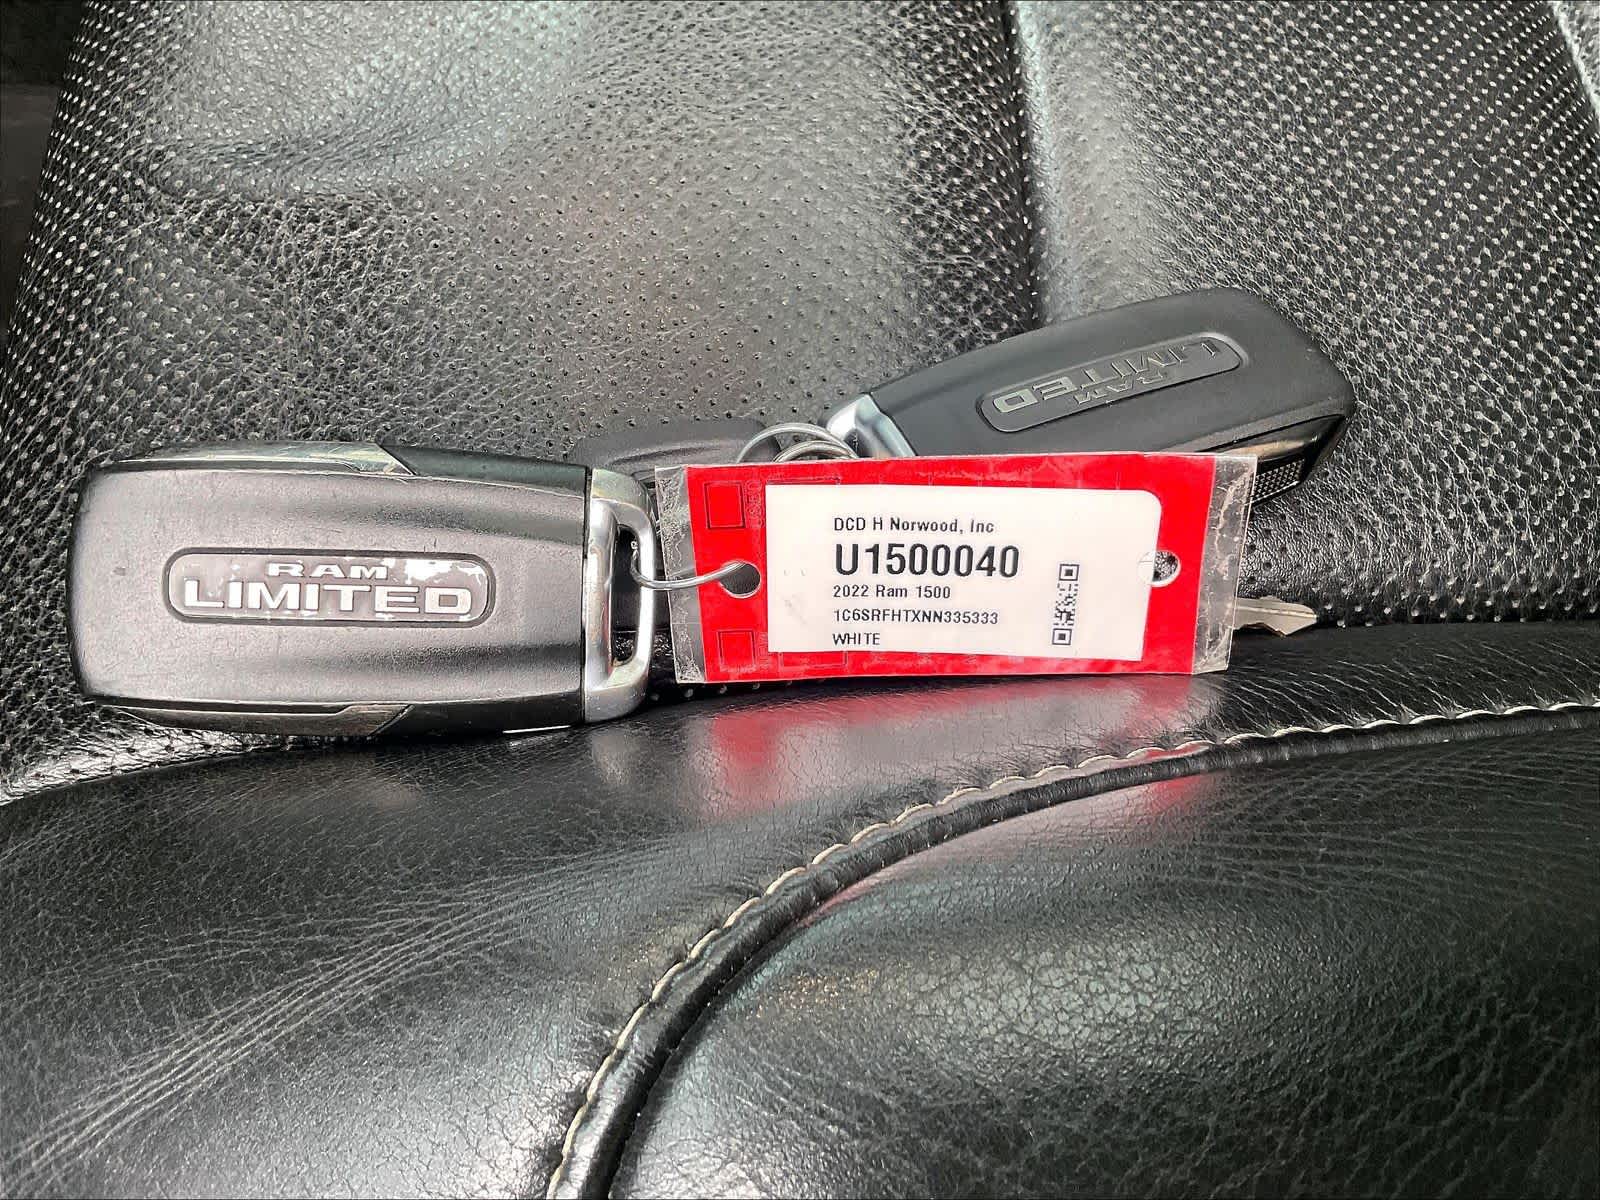 RAM
LIMITED
RAM
LIMITED
DCD H Norwood, Inc
U1500040
2022 Ram 1500
1C6SRFHTXNN335333
WHITE